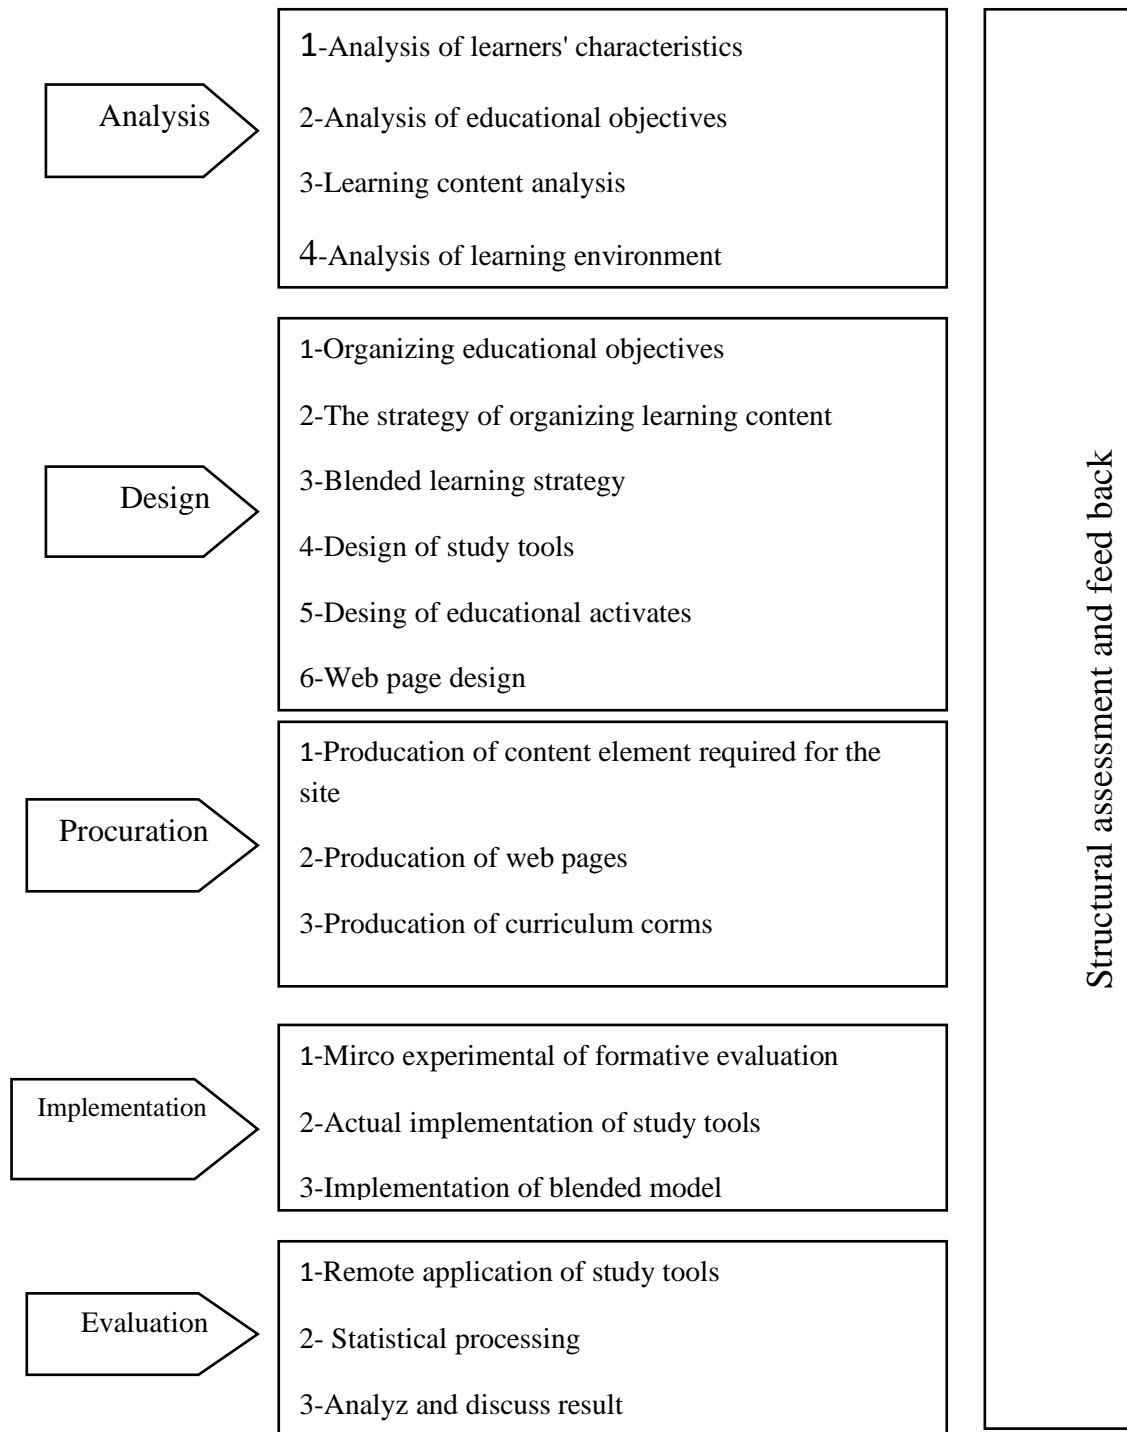 Analysis
1-Analysis of learners' characteristics
2-Analysis of educational objectives
3-Learning content analysis
4-Analysis of learning environment
Design
1-Organizing educational objectives
2-The strategy of organizing learning content
3-Blended learning strategy
4-Design of study tools
5-Desing of educational activates
6-Web page design
Procuration
1-Producation of content element required for the
site
2-Producation of web pages
3-Producation of curriculum corms
Implementation
1-Mirco experimental of formative evaluation
2-Actual implementation of study tools
3-Implementation of blended model
Evaluation
1-Remote application of study tools
2- Statistical processing
3-Analyz and discuss result
Structural assessment and feed back